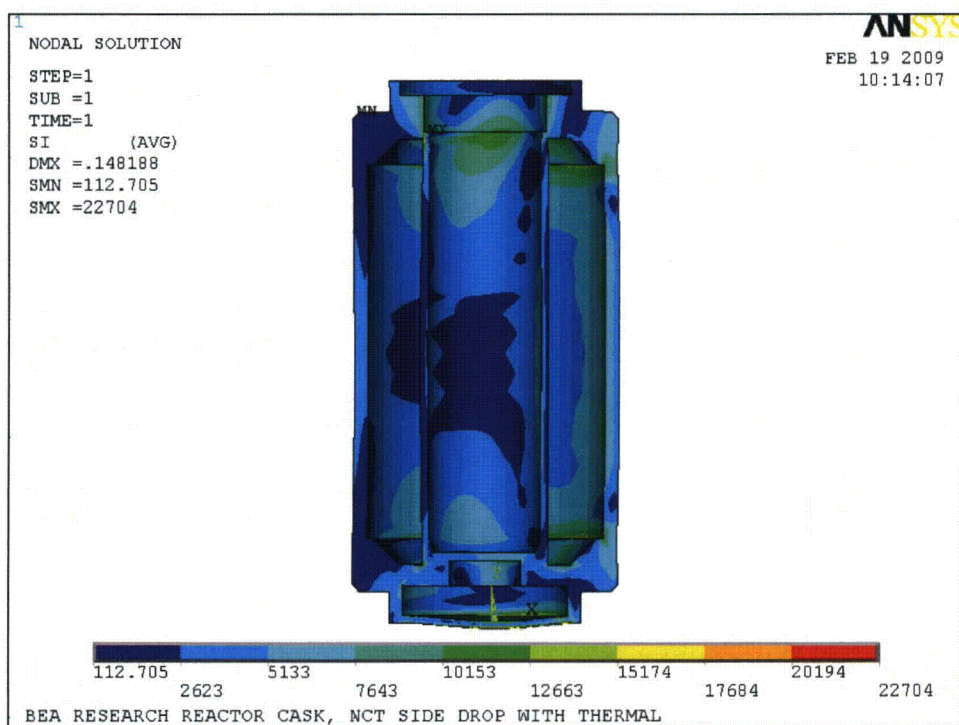 1
NODAL SOLUTION
STEP=1
SUB =1
TIME=1
SI (AVG)
DMX =.148188
SMN =112.705
SMX =22704
ANSYS
FEB 19 2009
10:14:07
MN
MX
Z
X
112.705 5133 10153 15174 20194
2623 7643 12663 17684 22704
BEA RESEARCH REACTOR CASK, NCT SIDE DROP WITH THERMAL